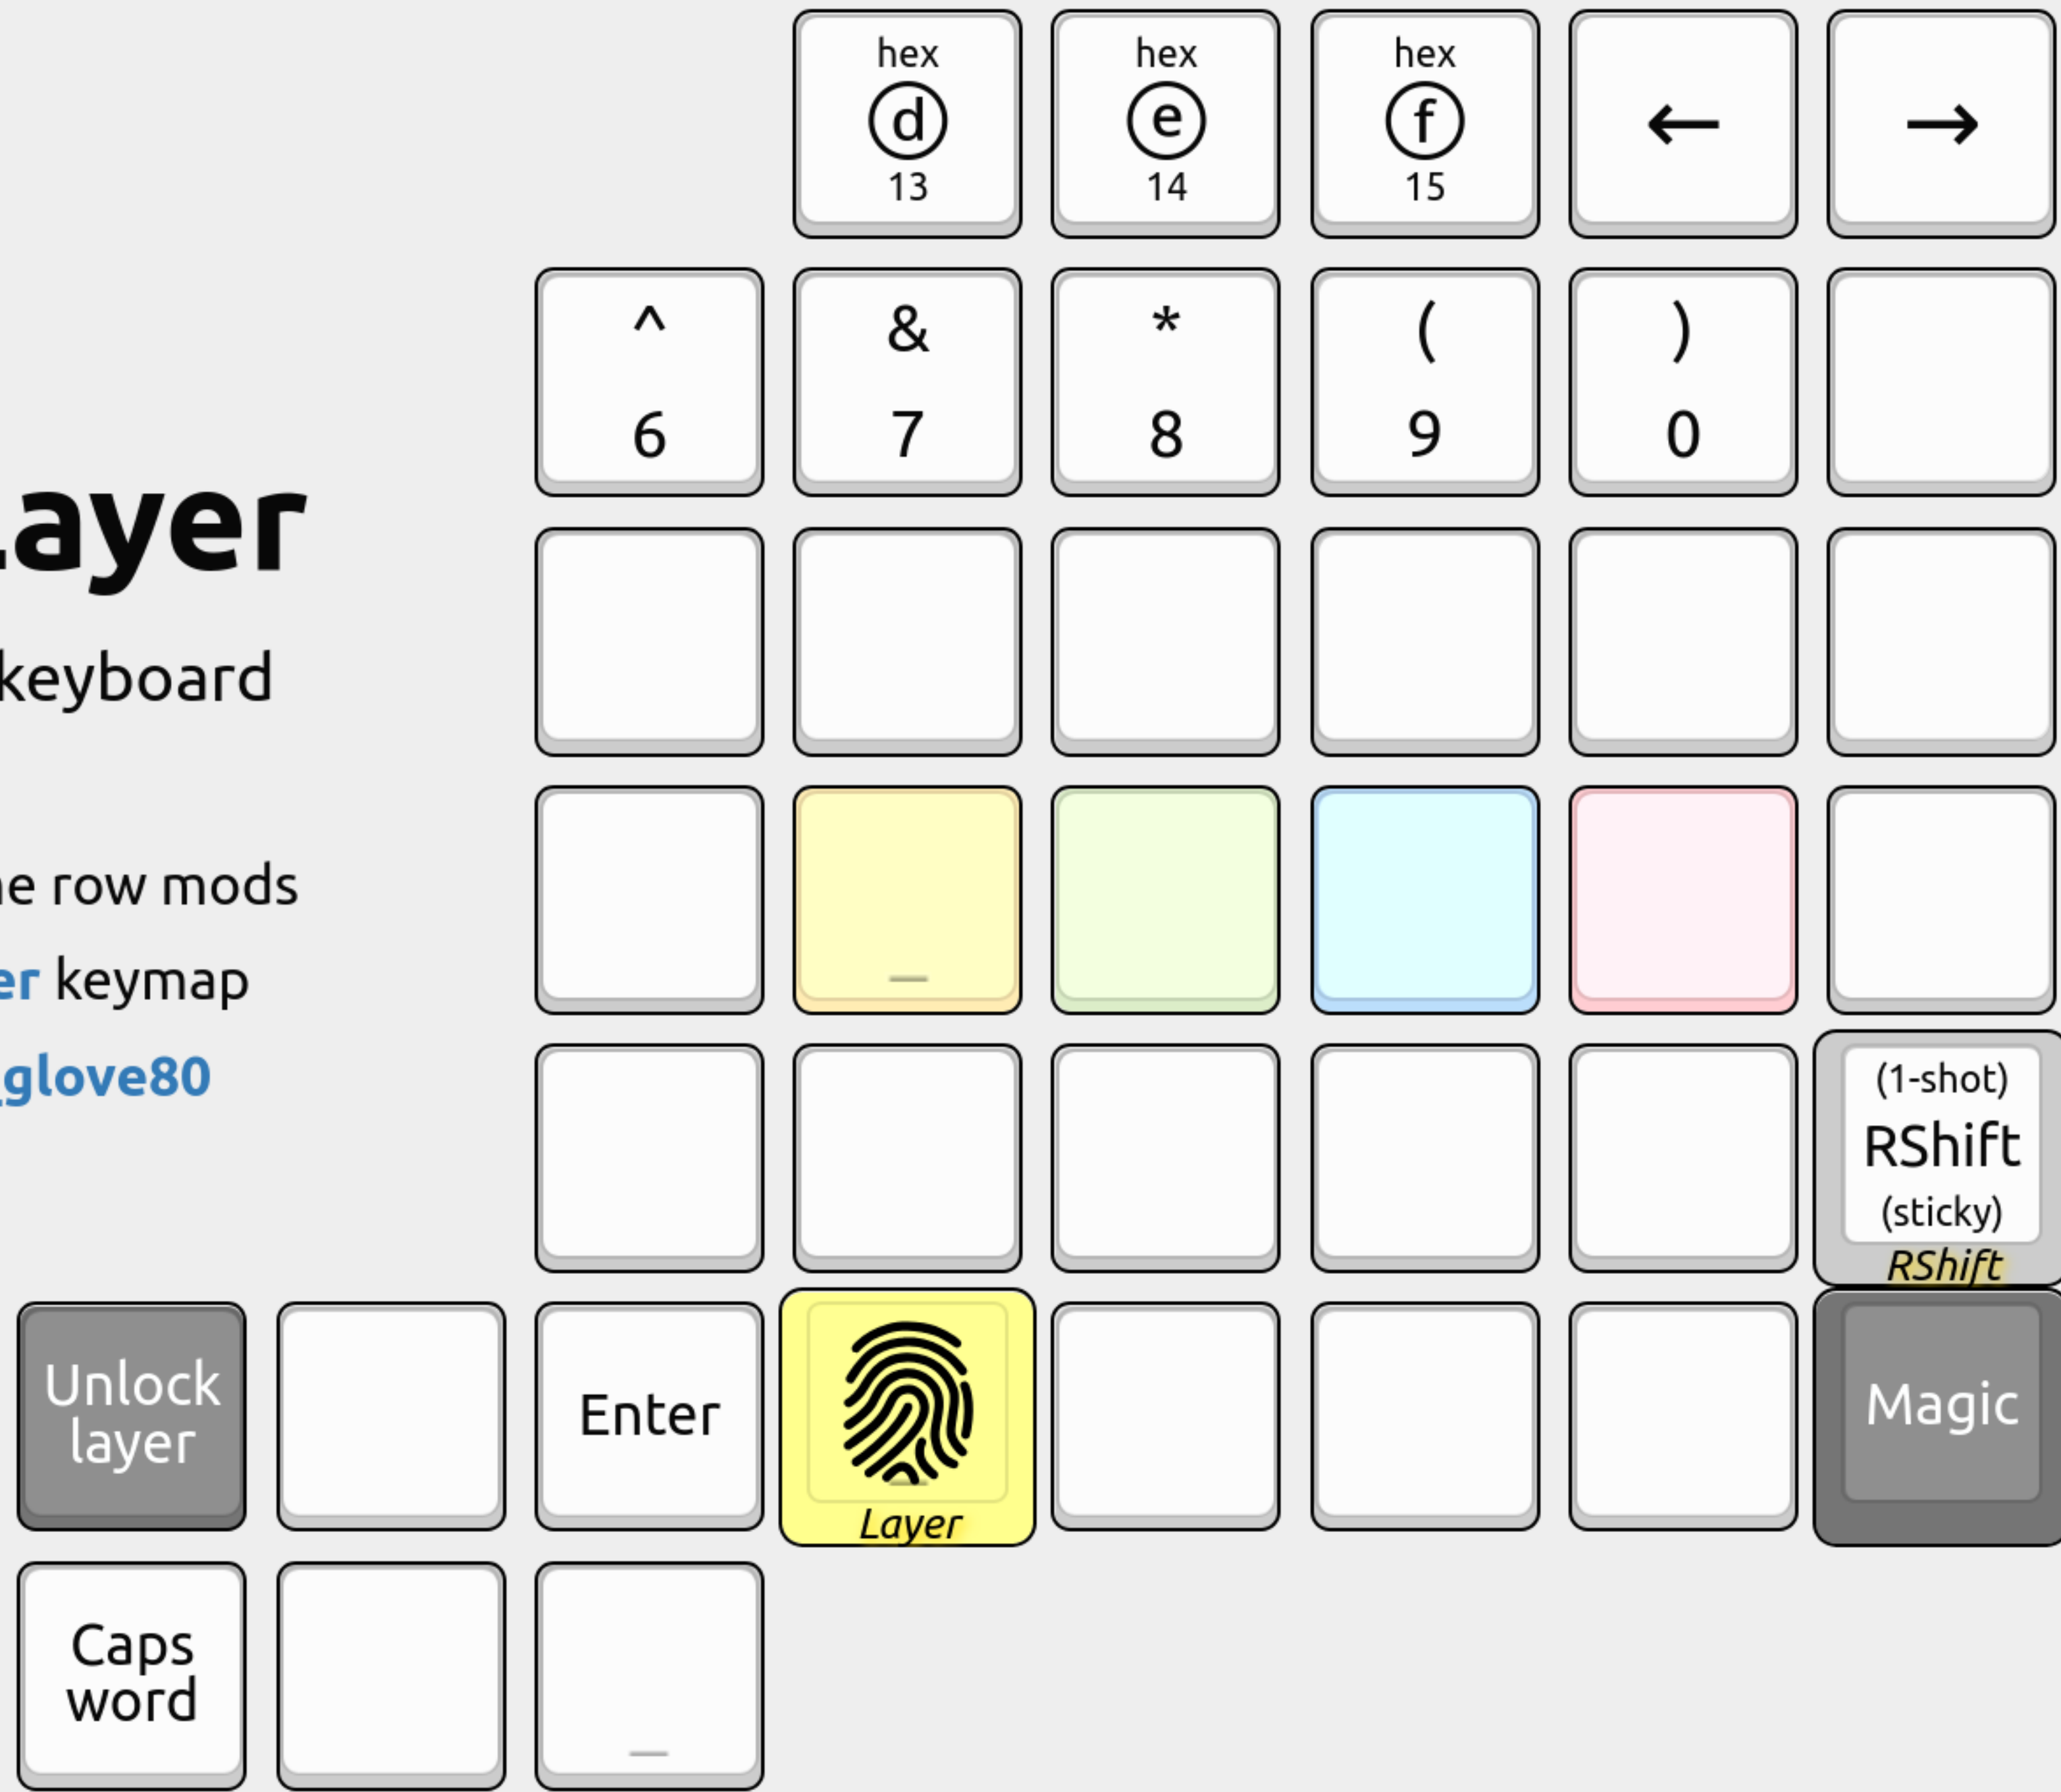 hex hex hex ← →
d e f
13 14 15
^ & * ( )
6 7 8 9 0
ayer
keyboard
row mods
keymap
glove80
(1-shot)
RShift
(sticky)
RShift
Unlock
layer
Enter
Layer
Magic
Caps
word